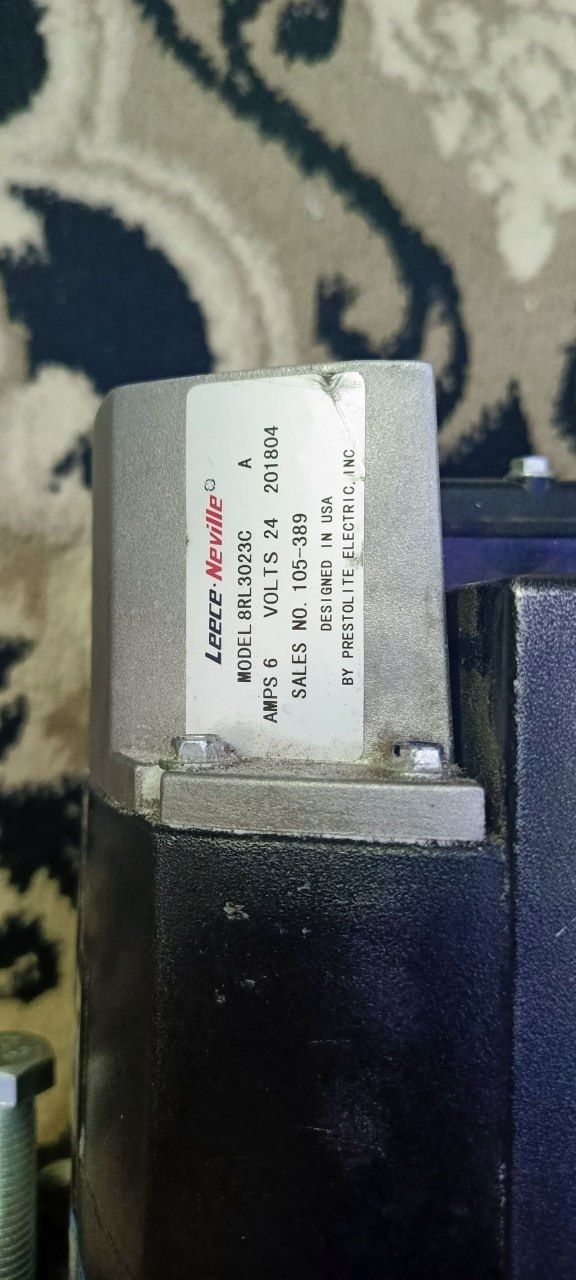 Leece·Neville
MODEL 8RL3023C A
AMPS 6 VOLTS 24 201804
SALES NO. 105-389
DESIGNED IN USA
BY PRESTOLITE ELECTRIC, INC